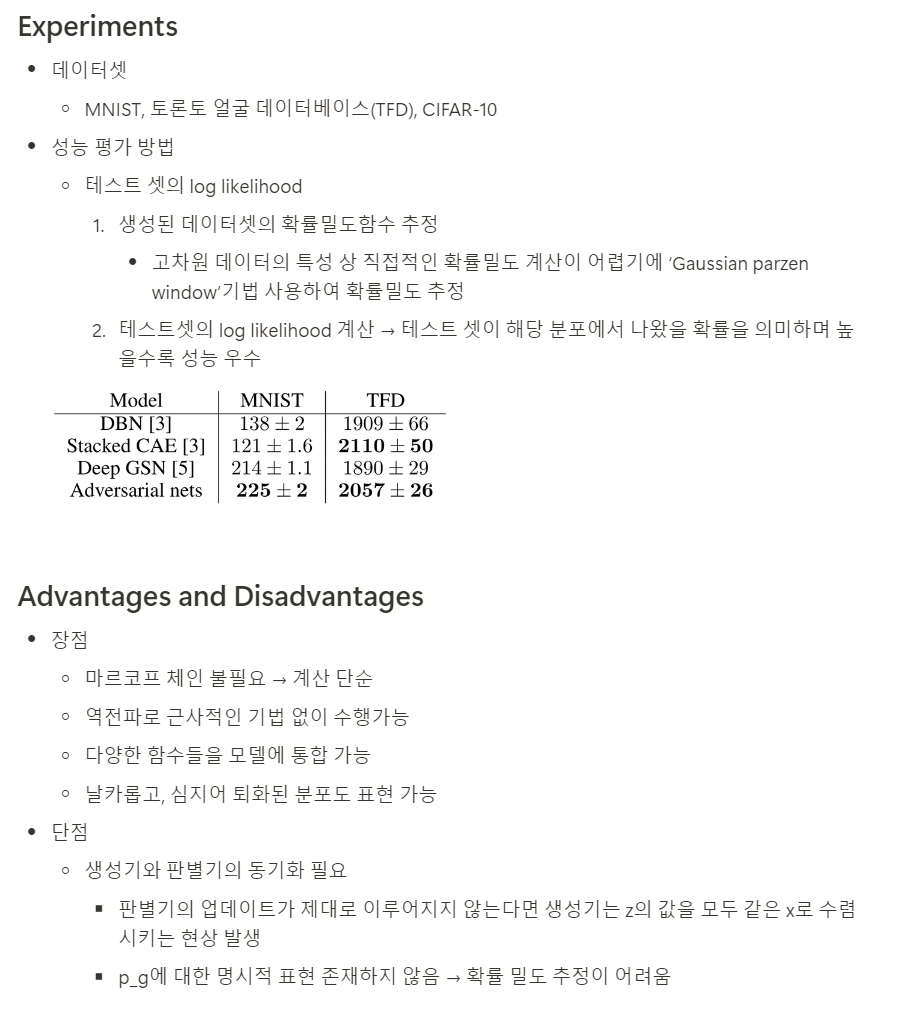 Experiments
• 데이터셋
○ MNIST, 토론토 얼굴 데이터베이스(TFD), CIFAR-10
• 성능 평가 방법
○ 테스트 셋의 log likelihood
1. 생성된 데이터셋의 확률밀도함수 추정
• 고차원 데이터의 특성 상 직접적인 확률밀도 계산이 어렵기에 ‘Gaussian parzen
window’기법 사용하여 확률밀도 추정
2. 테스트셋의 log likelihood 계산 → 테스트 셋이 해당 분포에서 나왔을 확률을 의미하며 높
을수록 성능 우수
Model MNIST TFD
DBN [3] 138 ± 2 1909 ± 66
Stacked CAE [3] 121 ± 1.6 2110 ± 50
Deep GSN [5] 214 ± 1.1 1890 ± 29
Adversarial nets 225 ± 2 2057 ± 26
Advantages and Disadvantages
• 장점
○ 마르코프 체인 불필요 → 계산 단순
○ 역전파로 근사적인 기법 없이 수행가능
○ 다양한 함수들을 모델에 통합 가능
○ 날카롭고, 심지어 퇴화된 분포도 표현 가능
• 단점
○ 생성기와 판별기의 동기화 필요
▪ 판별기의 업데이트가 제대로 이루어지지 않는다면 생성기는 z의 값을 모두 같은 x로 수렴
시키는 현상 발생
▪ p_g에 대한 명시적 표현 존재하지 않음 → 확률 밀도 추정이 어려움